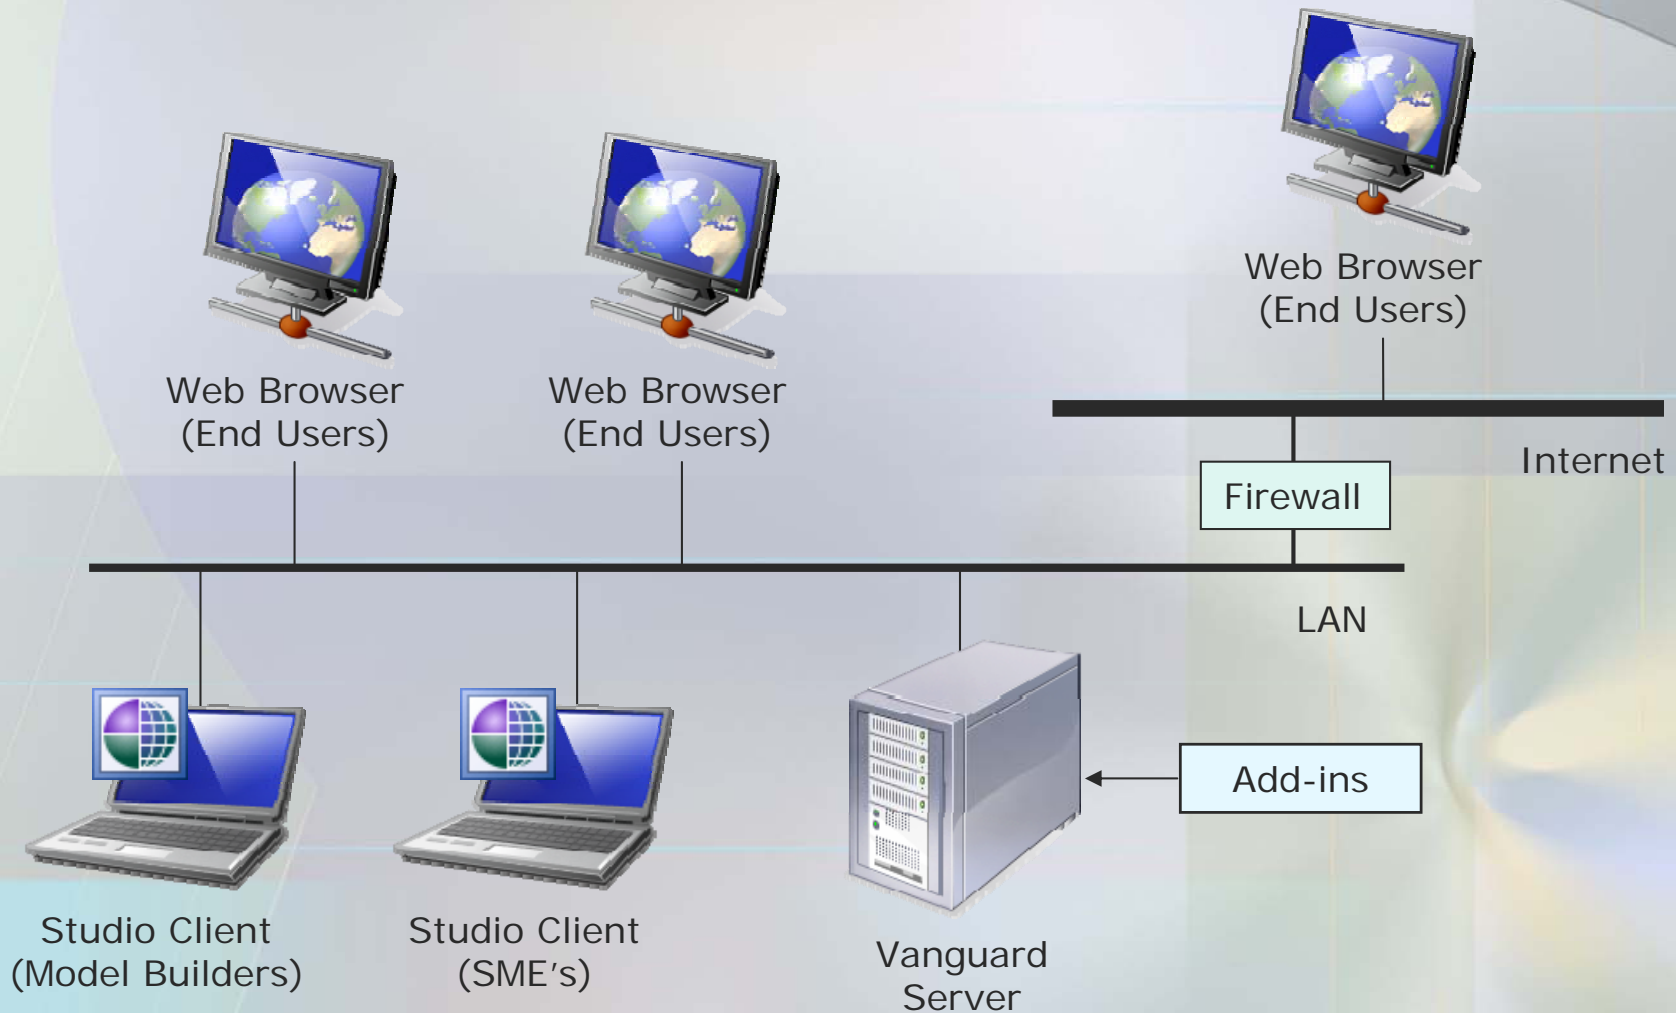 Web Browser
(End Users)
Web Browser
(End Users)
Web Browser
(End Users)
Internet
Firewall
LAN
Add-ins
Studio Client
(Model Builders)
Studio Client
(SME's)
Vanguard
Server